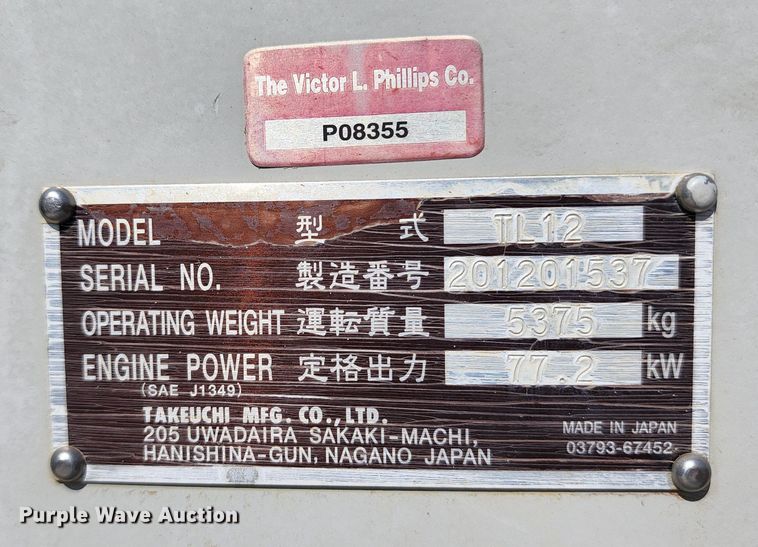 The Victor L. Phillips Co.
P08355
MODEL 型式 TL12
SERIAL NO. 製造番号 201201537
OPERATING WEIGHT 運転質量 5375 kg
ENGINE POWER 定格出力 77.2 kW
(SAE J1349)
TAKEUCHI MFG. CO., LTD.
205 UWADAIRA SAKAKI-MACHI, MADE IN JAPAN
HANISHINA-GUN, NAGANO JAPAN 03793-67452
Purple Wave Auction